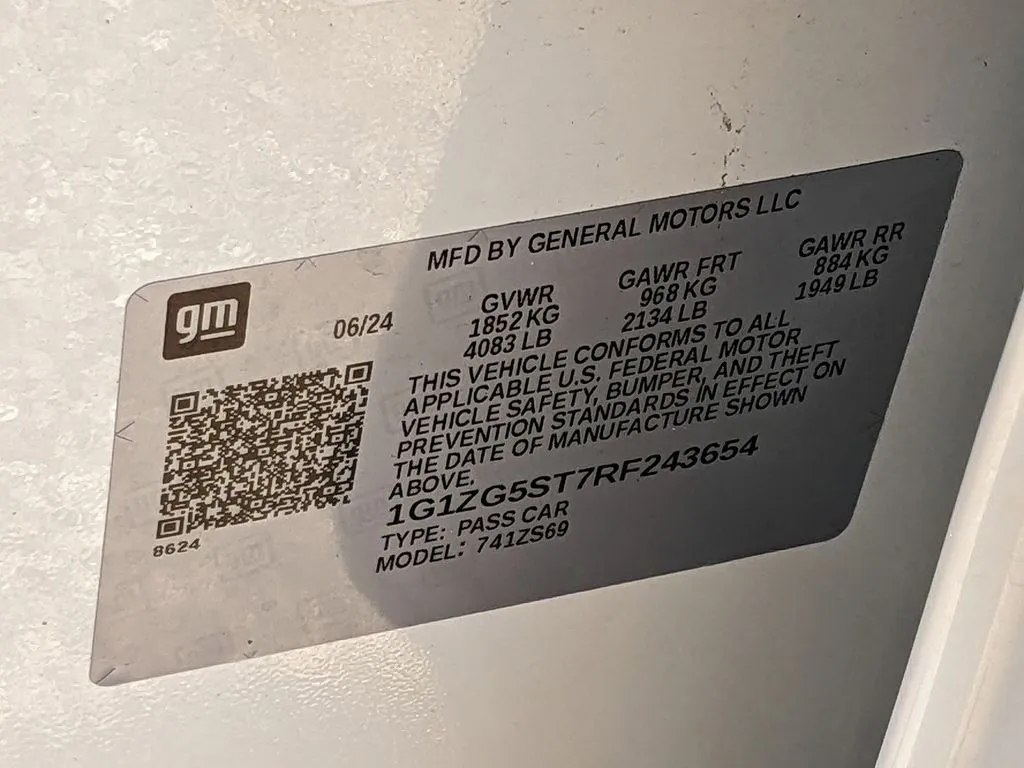 MFD BY GENERAL MOTORS LLC
gm
06/24
GVWR
1852 KG
4083 LB
GAWR FRT
968 KG
2134 LB
GAWR RR
884 KG
1949 LB
THIS VEHICLE CONFORMS TO ALL
APPLICABLE U.S. FEDERAL MOTOR
VEHICLE SAFETY, BUMPER, AND THEFT
PREVENTION STANDARDS IN EFFECT ON
THE DATE OF MANUFACTURE SHOWN
ABOVE.
1G1ZG5ST7RF243654
TYPE: PASS CAR
MODEL: 741ZS69
8624